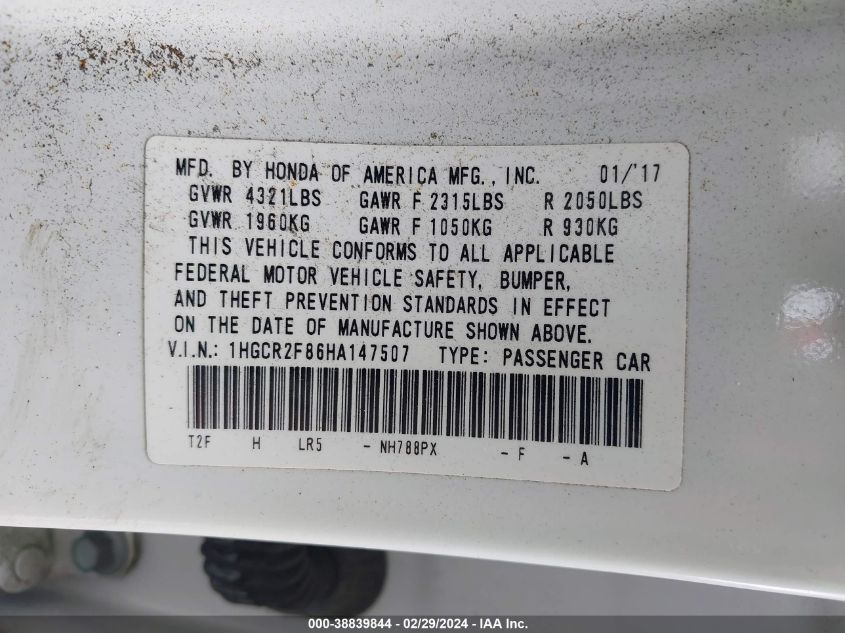 MFD. BY HONDA OF AMERICA MFG., INC. 01/'17
GVWR 4321LBS GAWR F 2315LBS R 2050LBS
GVWR 1960KG GAWR F 1050KG R 930KG
THIS VEHICLE CONFORMS TO ALL APPLICABLE
FEDERAL MOTOR VEHICLE SAFETY, BUMPER,
AND THEFT PREVENTION STANDARDS IN EFFECT
ON THE DATE OF MANUFACTURE SHOWN ABOVE.
V.I.N.: 1HGCR2F86HA147507 TYPE: PASSENGER CAR
T2F H LR5 - NH788PX - F - A
000-38839844 - 02/29/2024 - IAA Inc.